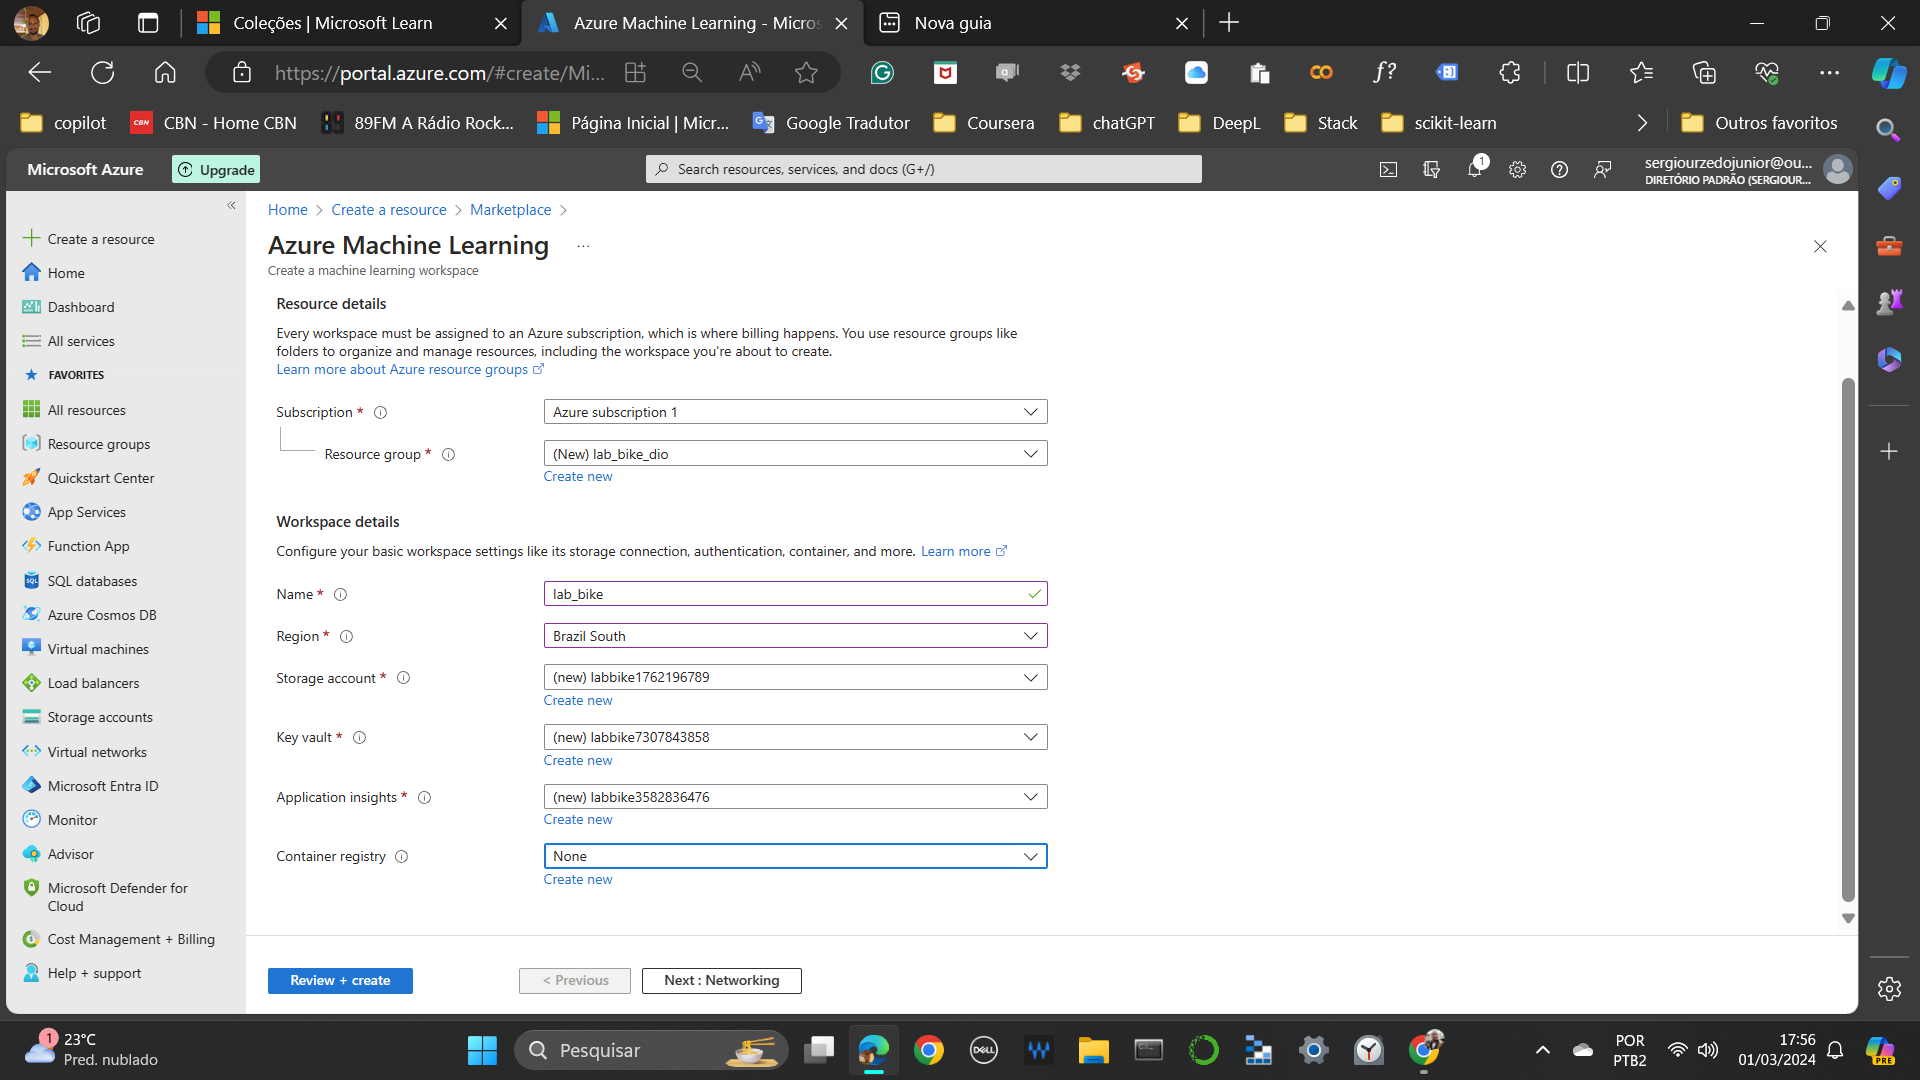 Coleções | Microsoft Learn
Azure Machine Learning - Micros
Nova guia
https://portal.azure.com/#create/Mi...
copilot
CBN - Home CBN
89FM A Rádio Rock...
Página Inicial | Micr...
Google Tradutor
Coursera
chatGPT
DeepL
Stack
scikit-learn
Outros favoritos
Microsoft Azure
Upgrade
Search resources, services, and docs (G+/)
1
sergiourzedojunior@ou...
DIRETÓRIO PADRÃO (SERGIOUR...
Create a resource
Home
Dashboard
All services
FAVORITES
All resources
Resource groups
Quickstart Center
App Services
Function App
SQL databases
Azure Cosmos DB
Virtual machines
Load balancers
Storage accounts
Virtual networks
Microsoft Entra ID
Monitor
Advisor
Microsoft Defender for
Cloud
Cost Management + Billing
Help + support
Home > Create a resource > Marketplace >
Azure Machine Learning ...
Create a machine learning workspace
Resource details
Every workspace must be assigned to an Azure subscription, which is where billing happens. You use resource groups like
folders to organize and manage resources, including the workspace you're about to create.
Learn more about Azure resource groups
Subscription *
Azure subscription 1
Resource group *
(New) lab_bike_dio
Create new
Workspace details
Configure your basic workspace settings like its storage connection, authentication, container, and more. Learn more
Name *
lab_bike
Region *
Brazil South
Storage account *
(new) labbike1762196789
Create new
Key vault *
(new) labbike7307843858
Create new
Application insights *
(new) labbike3582836476
Create new
Container registry
None
Create new
Review + create
< Previous
Next : Networking
1
23°C
Pred. nublado
Pesquisar
DELL
POR
PTB2
17:56
01/03/2024
PRE